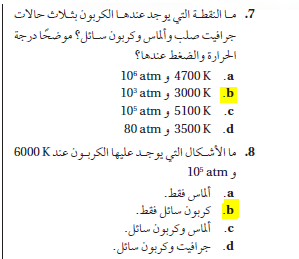 7. ما النقطة التي يوجد عندها الكربون بثلاث حالات
جرافيت صلب وألماس وكربون سائل؟ موضحًا درجة
الحرارة والضغط عندها؟
a. 4700 K و 10⁶ atm
b. 3000 K و 10³ atm
c. 5100 K و 10⁵ atm
d. 3500 K و 80 atm
8. ما الأشكال التي يوجد عليها الكربون عند 6000 K
و 10⁵ atm
a. ألماس فقط.
b. كربون سائل فقط.
c. ألماس وكربون سائل.
d. جرافيت وكربون سائل.